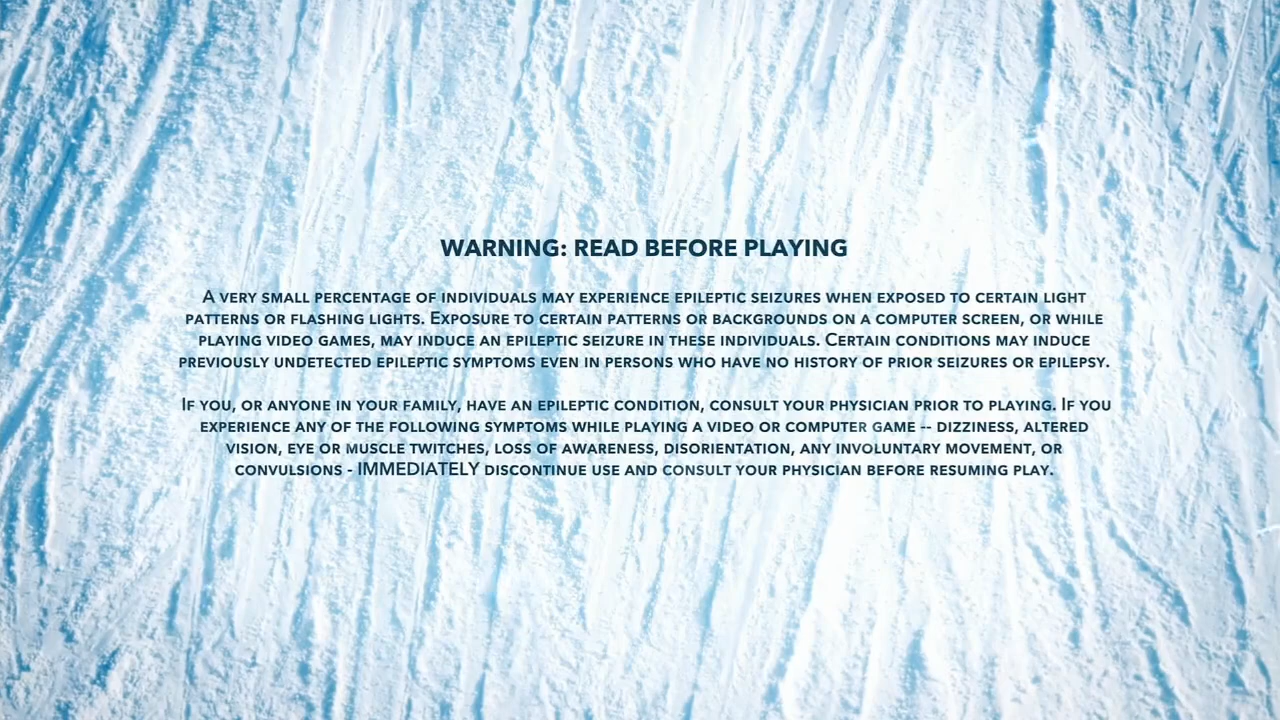 WARNING: READ BEFORE PLAYING
A VERY SMALL PERCENTAGE OF INDIVIDUALS MAY EXPERIENCE EPILEPTIC SEIZURES WHEN EXPOSED TO CERTAIN LIGHT
PATTERNS OR FLASHING LIGHTS. EXPOSURE TO CERTAIN PATTERNS OR BACKGROUNDS ON A COMPUTER SCREEN, OR WHILE
PLAYING VIDEO GAMES, MAY INDUCE AN EPILEPTIC SEIZURE IN THESE INDIVIDUALS. CERTAIN CONDITIONS MAY INDUCE
PREVIOUSLY UNDETECTED EPILEPTIC SYMPTOMS EVEN IN PERSONS WHO HAVE NO HISTORY OF PRIOR SEIZURES OR EPILEPSY.
IF YOU, OR ANYONE IN YOUR FAMILY, HAVE AN EPILEPTIC CONDITION, CONSULT YOUR PHYSICIAN PRIOR TO PLAYING. IF YOU
EXPERIENCE ANY OF THE FOLLOWING SYMPTOMS WHILE PLAYING A VIDEO OR COMPUTER GAME -- DIZZINESS, ALTERED
VISION, EYE OR MUSCLE TWITCHES, LOSS OF AWARENESS, DISORIENTATION, ANY INVOLUNTARY MOVEMENT, OR
CONVULSIONS - IMMEDIATELY DISCONTINUE USE AND CONSULT YOUR PHYSICIAN BEFORE RESUMING PLAY.